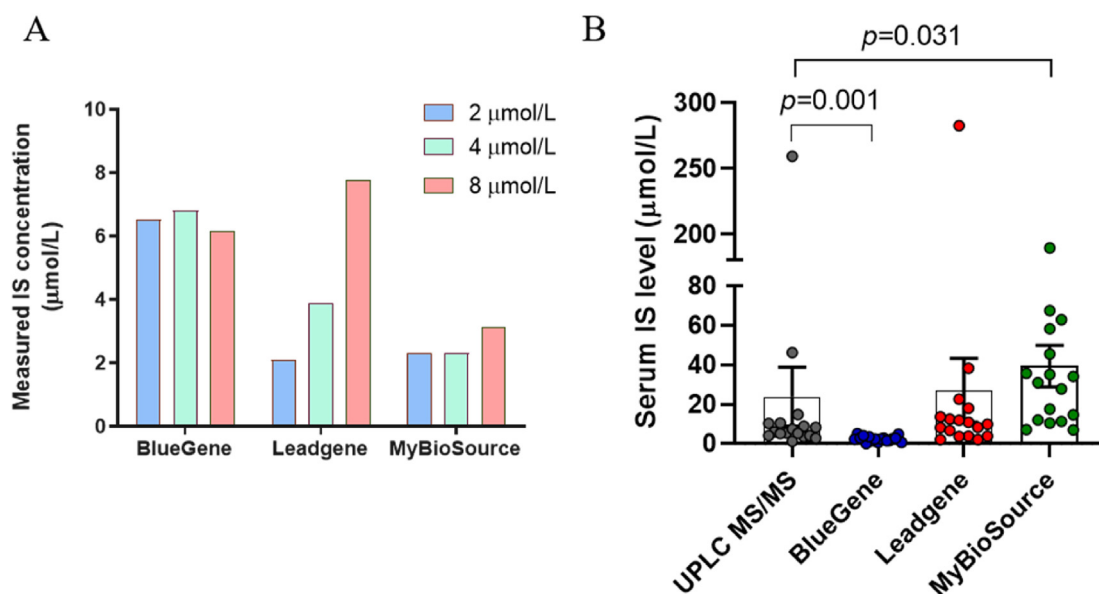 A
Measured IS concentration
(μmol/L)
10
8
6
4
2
0
2 μmol/L
4 μmol/L
8 μmol/L
BlueGene
Leadgene
MyBioSource
B
p=0.031
p=0.001
Serum IS level (μmol/L)
300
250
200
80
60
40
20
0
UPLC MS/MS
BlueGene
Leadgene
MyBioSource